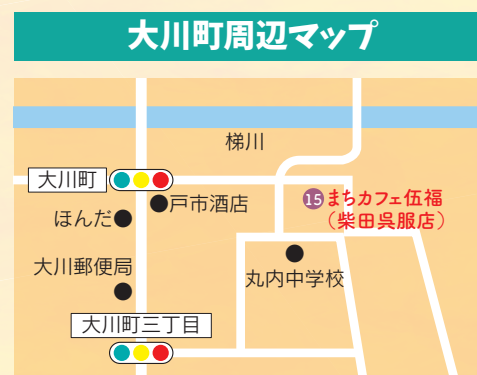 大川町周辺マップ
梯川
大川町
戸市酒店
⑮まちカフェ伍福
(柴田呉服店)
ほんだ
大川郵便局
丸内中学校
大川町三丁目